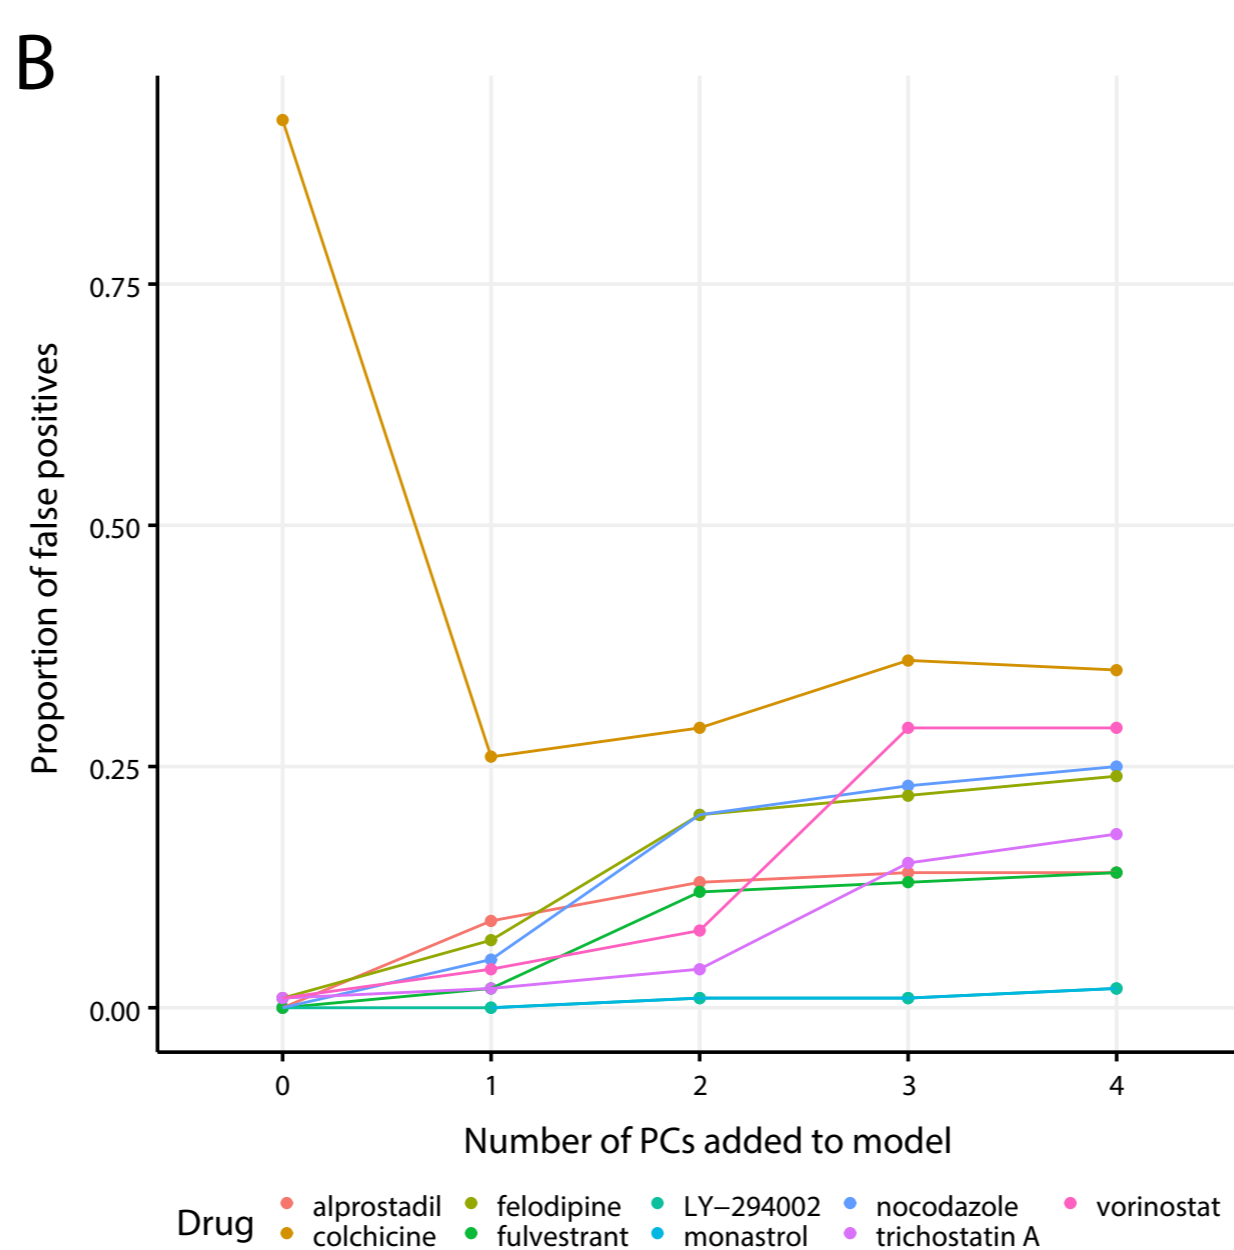 B
Proportion of false positives
0.75
0.50
0.25
0.00
0 1 2 3 4
Number of PCs added to model
Drug
alprostadil felodipine LY−294002 nocodazole vorinostat
colchicine fulvestrant monastrol trichostatin A